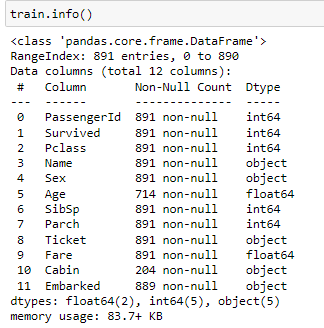 train.info()
<class 'pandas.core.frame.DataFrame'>
RangeIndex: 891 entries, 0 to 890
Data columns (total 12 columns):
 #   Column       Non-Null Count  Dtype
---  ------       --------------  -----
 0   PassengerId  891 non-null    int64
 1   Survived     891 non-null    int64
 2   Pclass       891 non-null    int64
 3   Name         891 non-null    object
 4   Sex          891 non-null    object
 5   Age          714 non-null    float64
 6   SibSp        891 non-null    int64
 7   Parch        891 non-null    int64
 8   Ticket       891 non-null    object
 9   Fare         891 non-null    float64
 10  Cabin        204 non-null    object
 11  Embarked     889 non-null    object
dtypes: float64(2), int64(5), object(5)
memory usage: 83.7+ KB